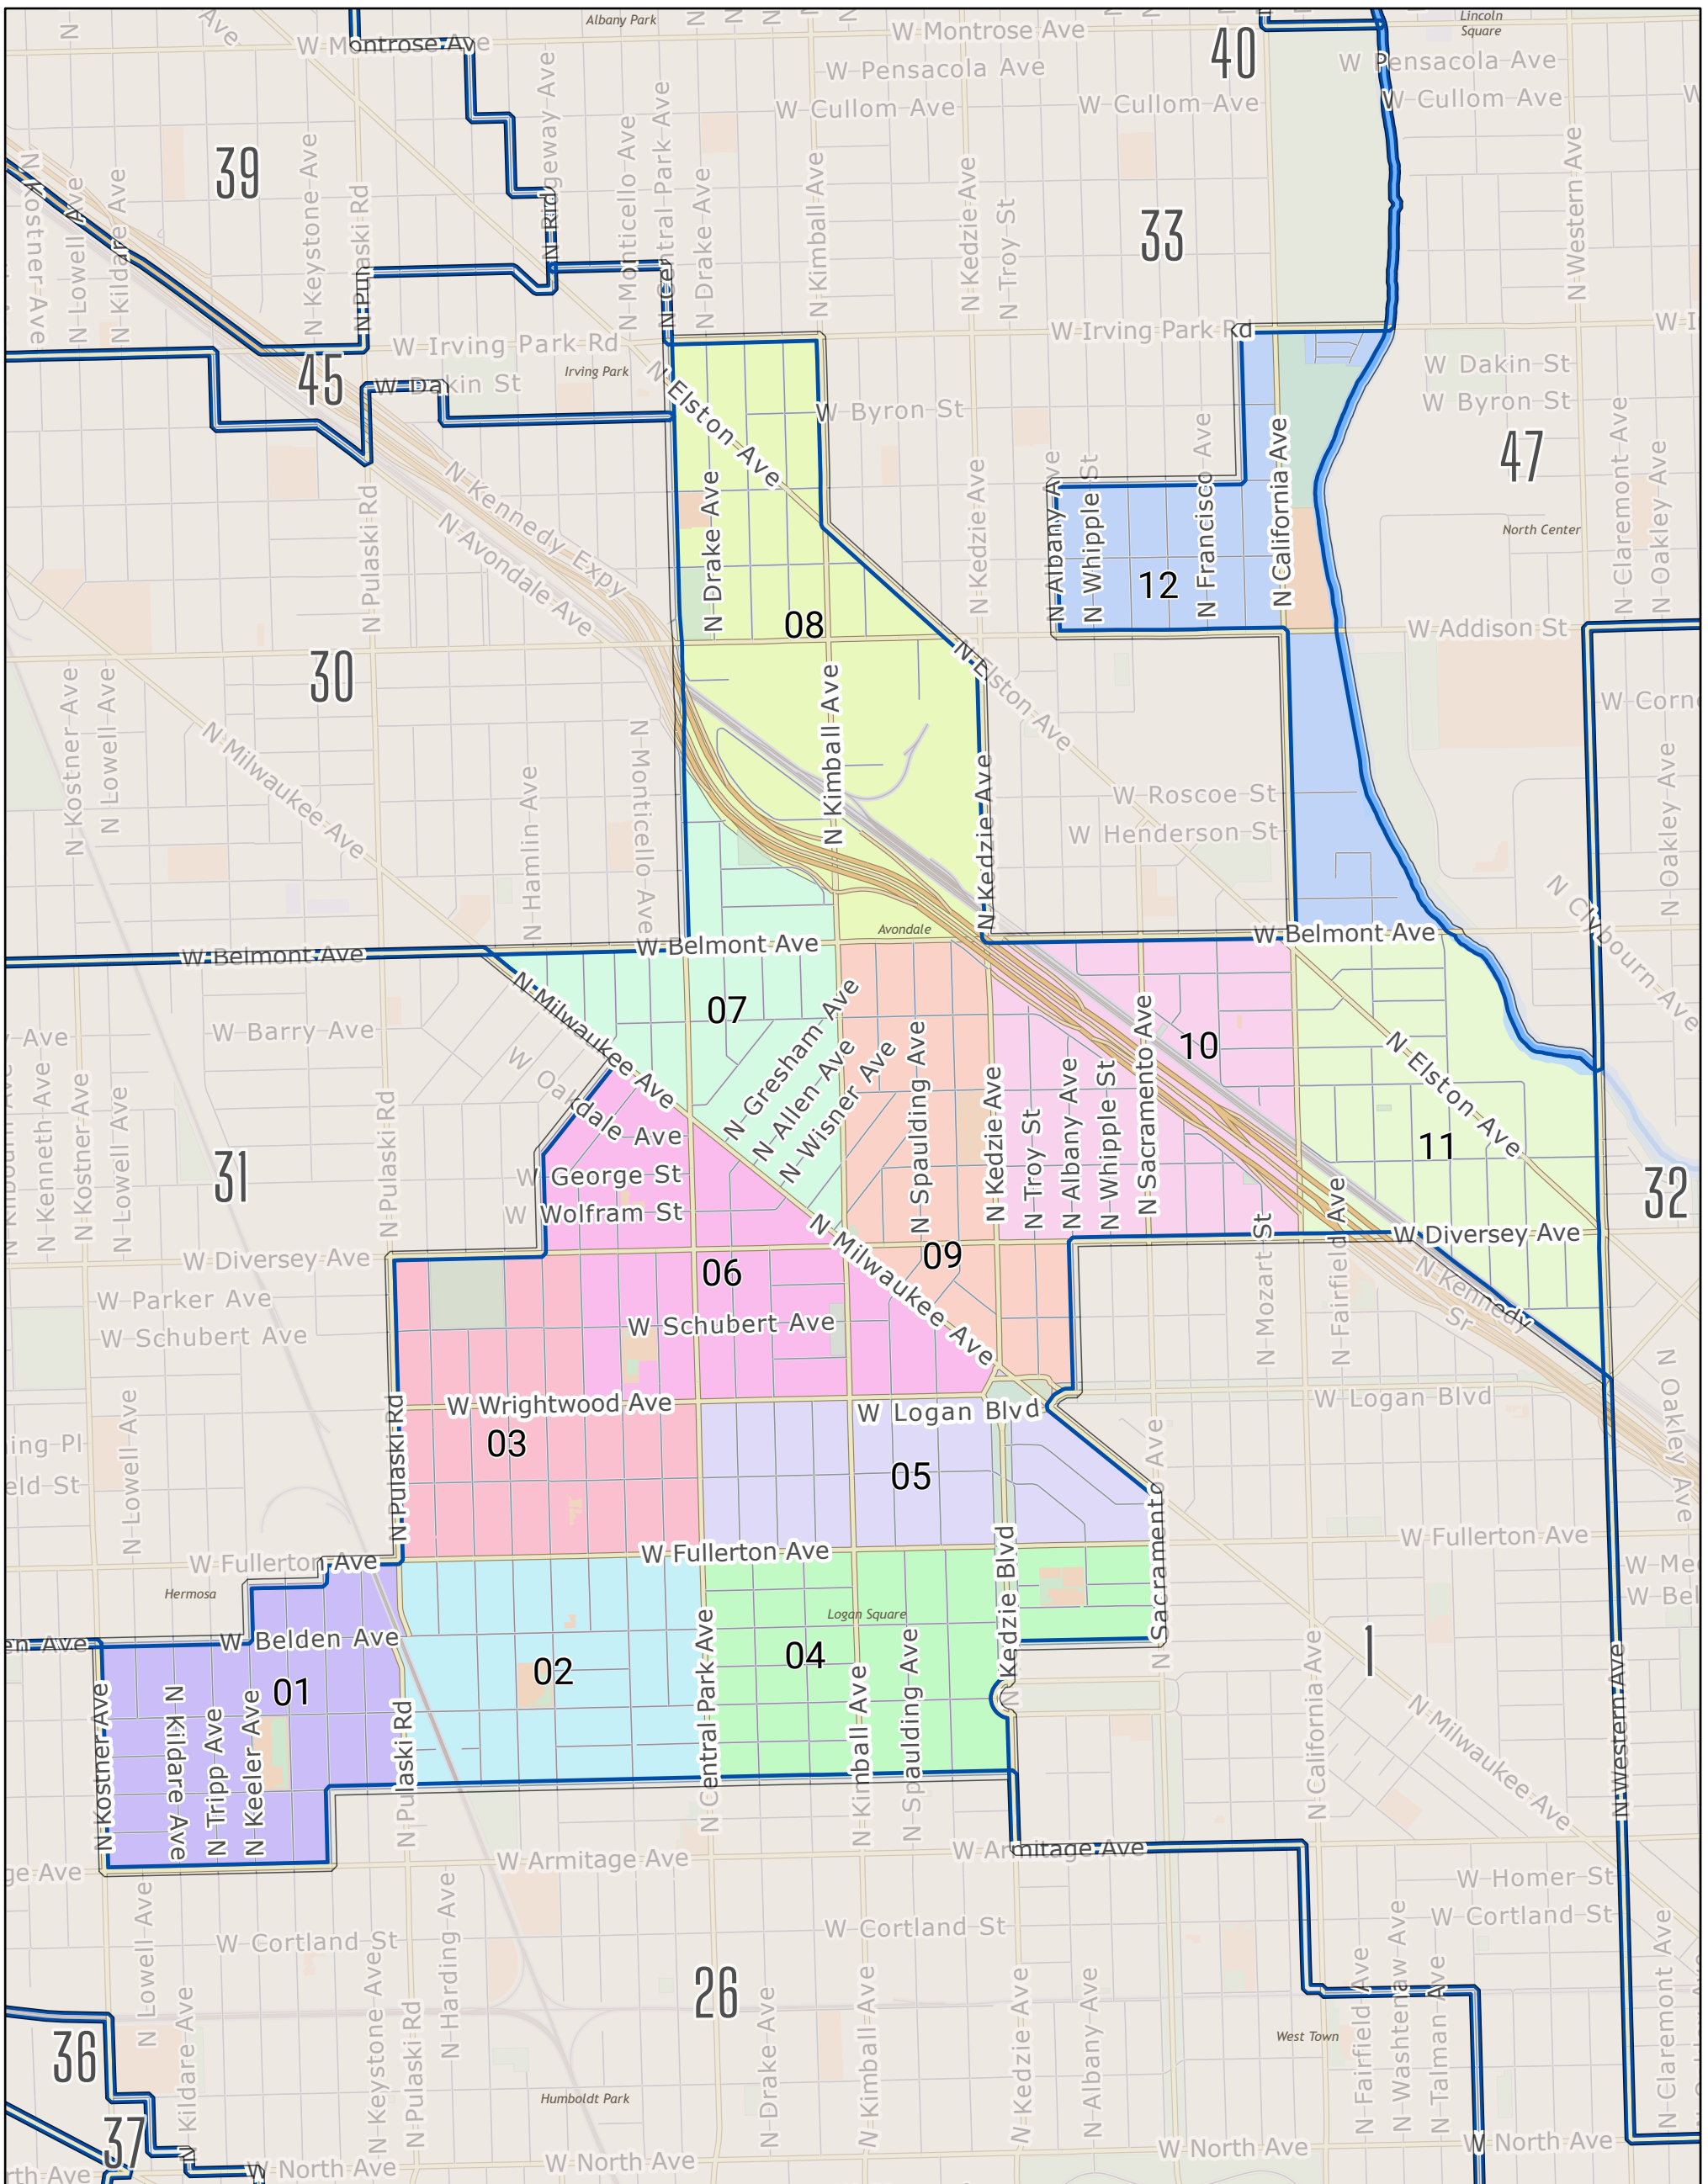 Albany Park
Lincoln
Square
Ave
W Montrose Ave
W Montrose Ave
40
W Pensacola Ave
W Pensacola Ave
W Cullom Ave
W Cullom Ave
W Cullom Ave
39
33
N Kostner Ave
N Lowell Ave
N Kildare Ave
N Keystone Ave
N Pulaski Rd
N Ridgeway Ave
N Monticello Ave
N Central Park Ave
N Drake Ave
N Kimball Ave
N Kedzie Ave
N Troy St
N Western Ave
W Irving Park Rd
W Irving Park Rd
45
W Dakin St
Irving Park
W Dakin St
W Byron St
W Byron St
N Elston Ave
47
North Center
N Kennedy Expy
N Avondale Ave
N Pulaski Rd
N Drake Ave
N Kedzie Ave
N Albany Ave
N Whipple St
N Francisco Ave
N California Ave
N Claremont Ave
N Oakley Ave
12
08
W Addison St
30
N Elston Ave
N Kostner Ave
N Lowell Ave
N Milwaukee Ave
N Hamlin Ave
N Monticello Ave
N Kimball Ave
N Kedzie Ave
W Roscoe St
W Henderson St
N Oakley Ave
N Clybourn Ave
Avondale
W Belmont Ave
W Belmont Ave
W Belmont Ave
07
N Milwaukee Ave
W Barry Ave
W Oakdale Ave
N Gresham Ave
N Allen Ave
N Wisner Ave
N Spaulding Ave
N Kedzie Ave
N Troy St
N Albany Ave
N Whipple St
N Sacramento Ave
10
N Elston Ave
11
N Kenneth Ave
N Kostner Ave
N Lowell Ave
N Pulaski Rd
31
W George St
W Wolfram St
32
W Diversey Ave
W Diversey Ave
06
N Milwaukee Ave
09
N Mozart St
N Fairfield Ave
N Kennedy
Sr
W Parker Ave
W Schubert Ave
W Schubert Ave
N Oakley Ave
W Wrightwood Ave
W Logan Blvd
W Logan Blvd
03
05
N Lowell Ave
N Pulaski Rd
N Kedzie Blvd
N Sacramento Ave
W Fullerton Ave
W Fullerton Ave
W Fullerton Ave
Hermosa
Logan Square
W Belden Ave
01
02
04
1
N Kostner Ave
N Kildare Ave
N Tripp Ave
N Keeler Ave
N Pulaski Rd
N Central Park Ave
N Kimball Ave
N Spaulding Ave
N California Ave
N Milwaukee Ave
N Western Ave
W Armitage Ave
W Armitage Ave
W Homer St
W Cortland St
W Cortland St
W Cortland St
26
N Lowell Ave
N Kildare Ave
N Keystone Ave
N Pulaski Rd
N Harding Ave
N Drake Ave
N Kimball Ave
N Kedzie Ave
N Albany Ave
N Fairfield Ave
N Washtenaw Ave
N Talman Ave
N Claremont Ave
West Town
36
Humboldt Park
37
W North Ave
W North Ave
W North Ave
W North Ave